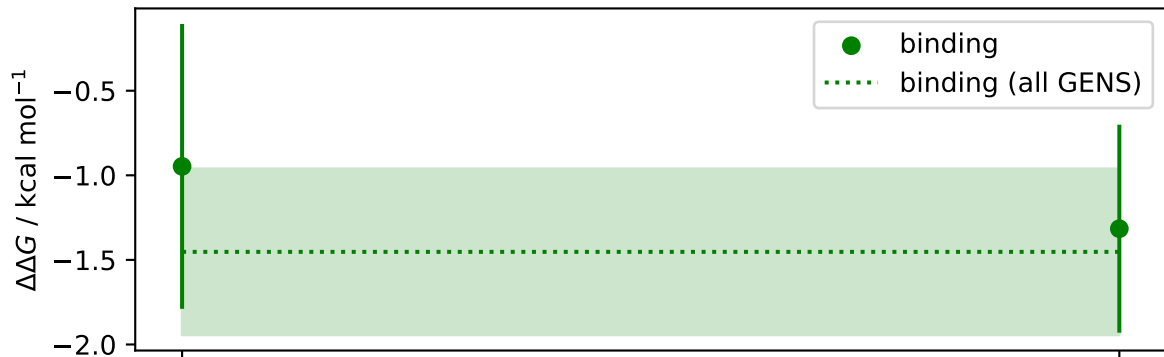 binding
binding (all GENS)
ΔΔG / kcal mol⁻¹
−0.5
−1.0
−1.5
−2.0